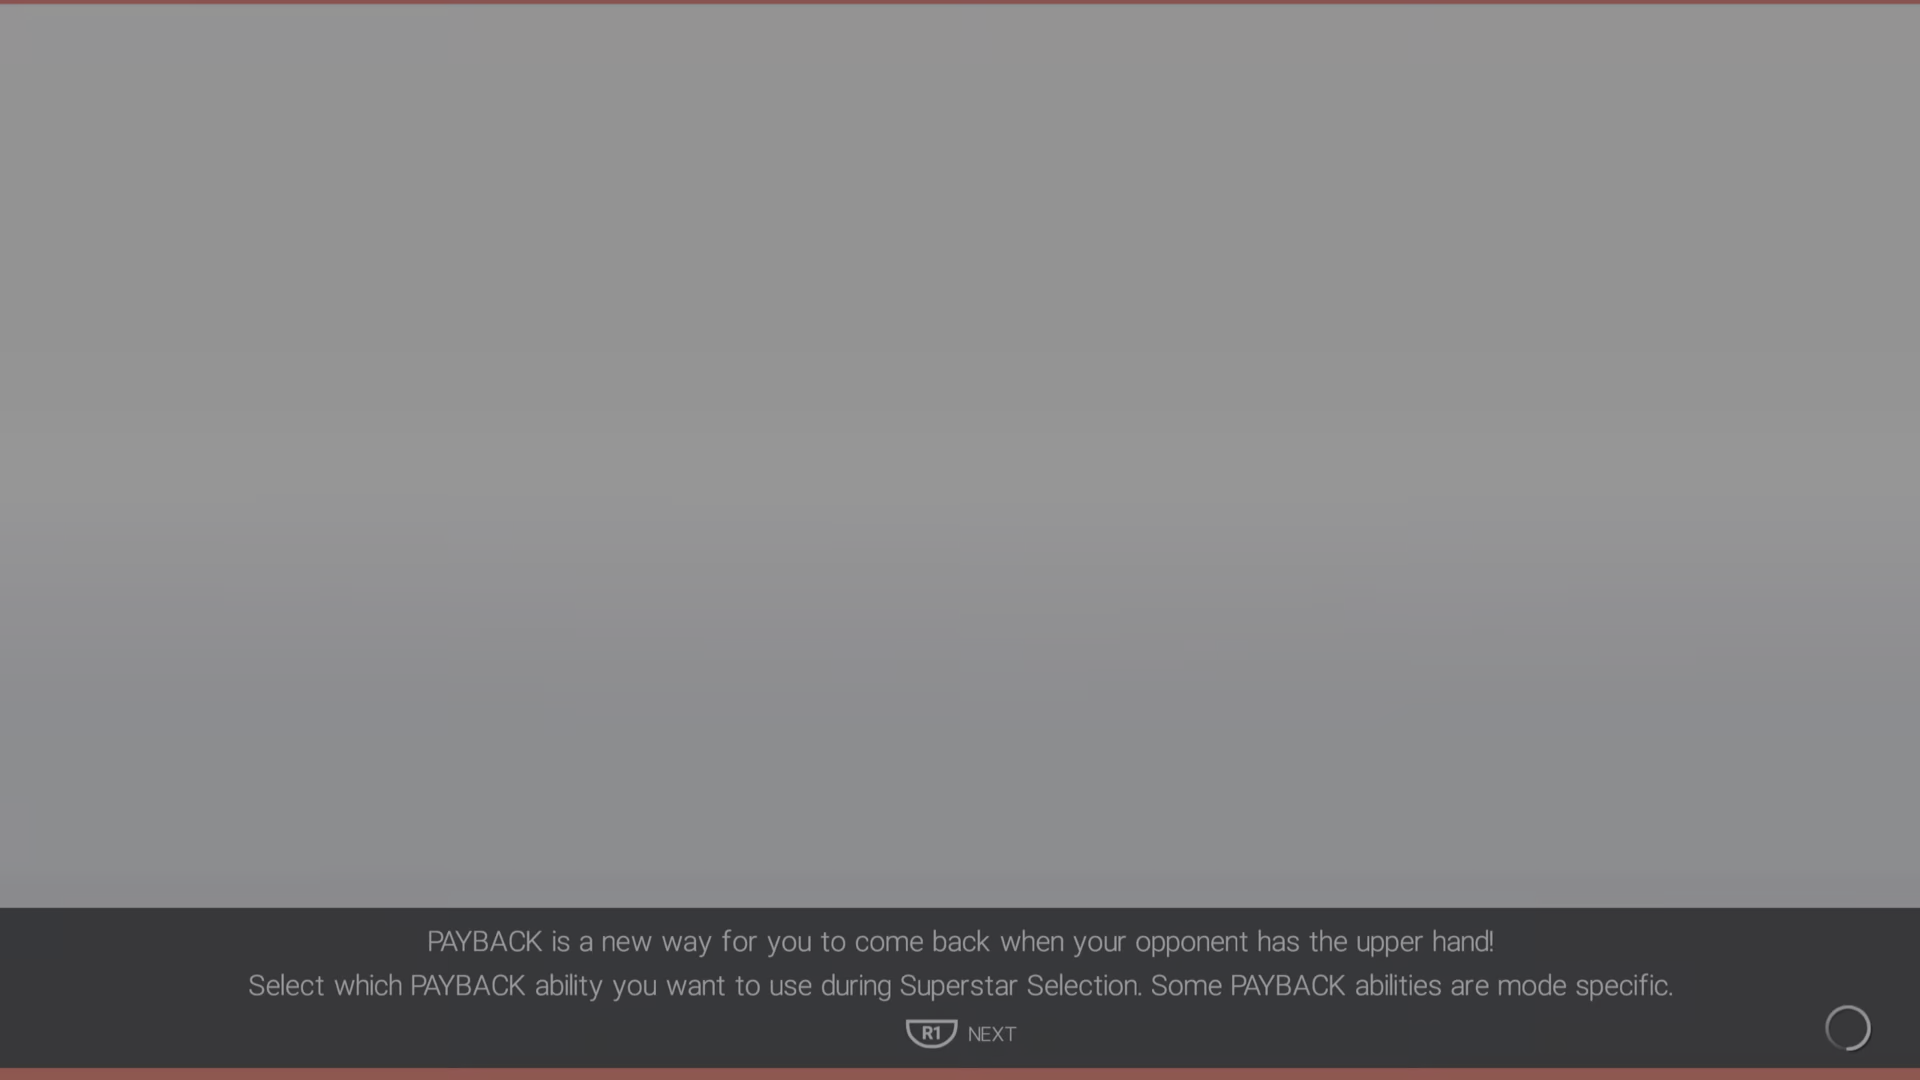 PAYBACK is a new way for you to come back when your opponent has the upper hand!
Select which PAYBACK ability you want to use during Superstar Selection. Some PAYBACK abilities are mode specific.
R1 NEXT